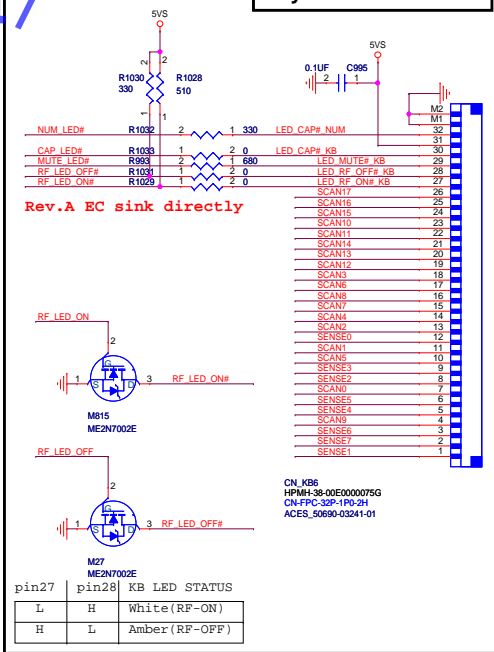 5VS
R1030
330
R1028
510
2
2
1
1
5VS
0.1UF C995
2 1
NUM_LED# R1032 2 1 330 LED_CAP#_NUM
CAP_LED# R1033 1 2 0 LED_CAP#_KB
MUTE_LED# R993 2 1 680 LED_MUTE#_KB
RF_LED_OFF# R1031 1 2 0 LED_RF_OFF#_KB
RF_LED_ON# R1029 1 2 0 LED_RF_ON#_KB
Rev.A EC sink directly
M2
M1
32
31
30
29
28
27
SCAN17 26
SCAN16 25
SCAN15 24
SCAN10 23
SCAN11 22
SCAN14 21
SCAN13 20
SCAN12 19
SCAN3 18
SCAN6 17
SCAN8 16
SCAN7 15
SCAN4 14
SCAN2 13
SENSE0 12
SCAN1 11
SCAN5 10
SENSE3 9
SENSE2 8
SCAN0 7
SENSE5 6
SENSE4 5
SCAN9 4
SENSE6 3
SENSE7 2
SENSE1 1
CN_KB6
HPMH-38-00E0000075G
CN-FPC-32P-1P0-2H
ACES_50690-03241-01
RF_LED_ON
2
G
1 S D 3 RF_LED_ON#
M815
ME2N7002E
RF_LED_OFF
2
G
1 S D 3 RF_LED_OFF#
M27
ME2N7002E
pin27 pin28 KB LED STATUS
L H White(RF-ON)
H L Amber(RF-OFF)